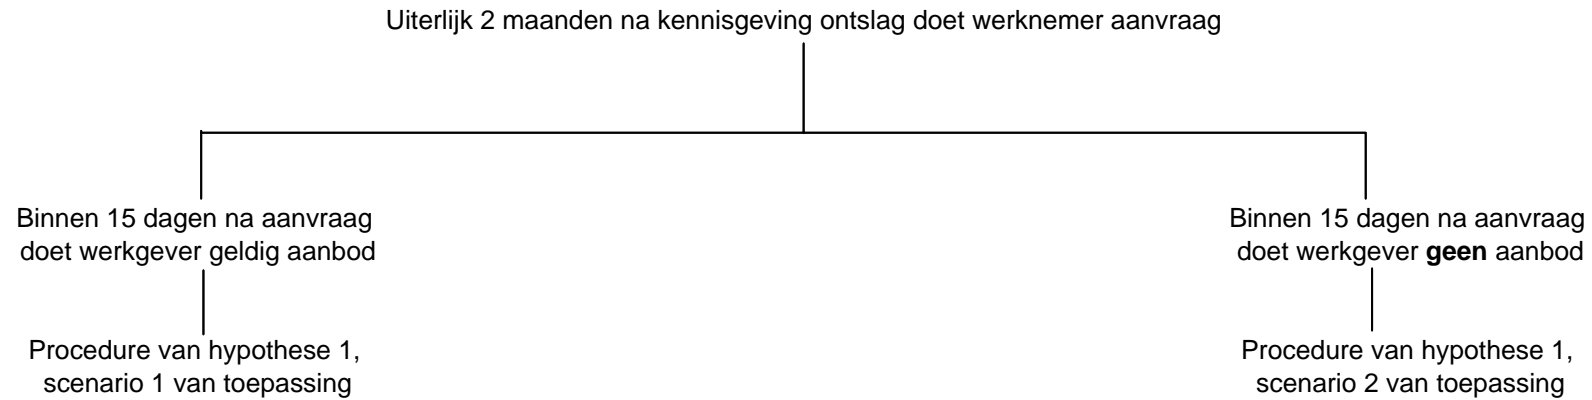 Uiterlijk 2 maanden na kennisgeving ontslag doet werknemer aanvraag
Binnen 15 dagen na aanvraag
doet werkgever geldig aanbod
Procedure van hypothese 1,
scenario 1 van toepassing
Binnen 15 dagen na aanvraag
doet werkgever geen aanbod
Procedure van hypothese 1,
scenario 2 van toepassing